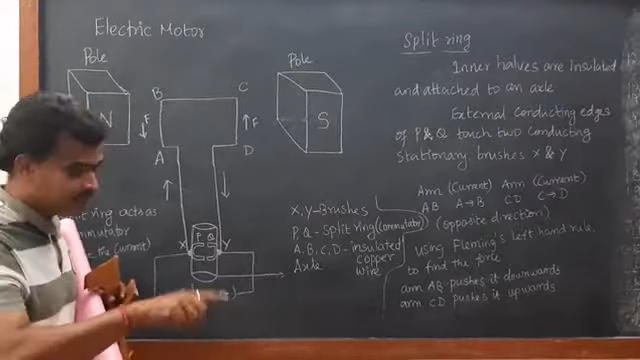 Electric Motor
Pole
N
B
C
F
F
A
D
Pole
S
P Q
X
Y
Split ring acts as
commutator
the (current)
X,Y-Brushes
P Q - Split ring (commutator)
A.B,C,D - insulated
copper
wire
Axle
Split ring
Inner halves are Insulated
and attached to an axle
External conducting edges
of P&Q touch two conducting
stationary brushes X & Y
Arm (Current) Arm (Current)
AB A→B CD C→D
(opposite direction)
Using Fleming's left hand rule.
to find the force
arm AB pushes it downwards
arm CD pushes it upwards